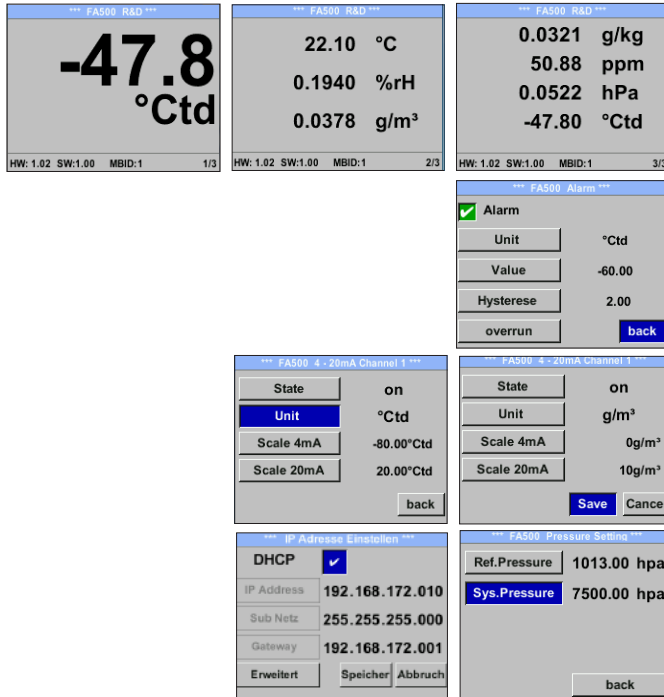 *** FA500 R&D ***
-47.8
°Ctd
HW: 1.02 SW:1.00 MBID:1 1/3
*** FA500 R&D ***
22.10 °C
0.1940 %rH
0.0378 g/m³
HW: 1.02 SW:1.00 MBID:1 2/3
*** FA500 R&D ***
0.0321 g/kg
50.88 ppm
0.0522 hPa
-47.80 °Ctd
HW: 1.02 SW:1.00 MBID:1 3/3
*** FA500 Alarm ***
Alarm
Unit °Ctd
Value -60.00
Hysterese 2.00
overrun back
*** FA500 4 - 20mA Channel 1 ***
State on
Unit °Ctd
Scale 4mA -80.00°Ctd
Scale 20mA 20.00°Ctd
back
*** FA500 4 - 20mA Channel 1 ***
State on
Unit g/m³
Scale 4mA 0g/m³
Scale 20mA 10g/m³
Save Cance
*** IP Adresse Einstellen ***
DHCP
IP Address 192.168.172.010
Sub Netz 255.255.255.000
Gateway 192.168.172.001
Erweitert Speicher Abbruch
*** FA500 Pressure Setting ***
Ref.Pressure 1013.00 hpa
Sys.Pressure 7500.00 hpa
back